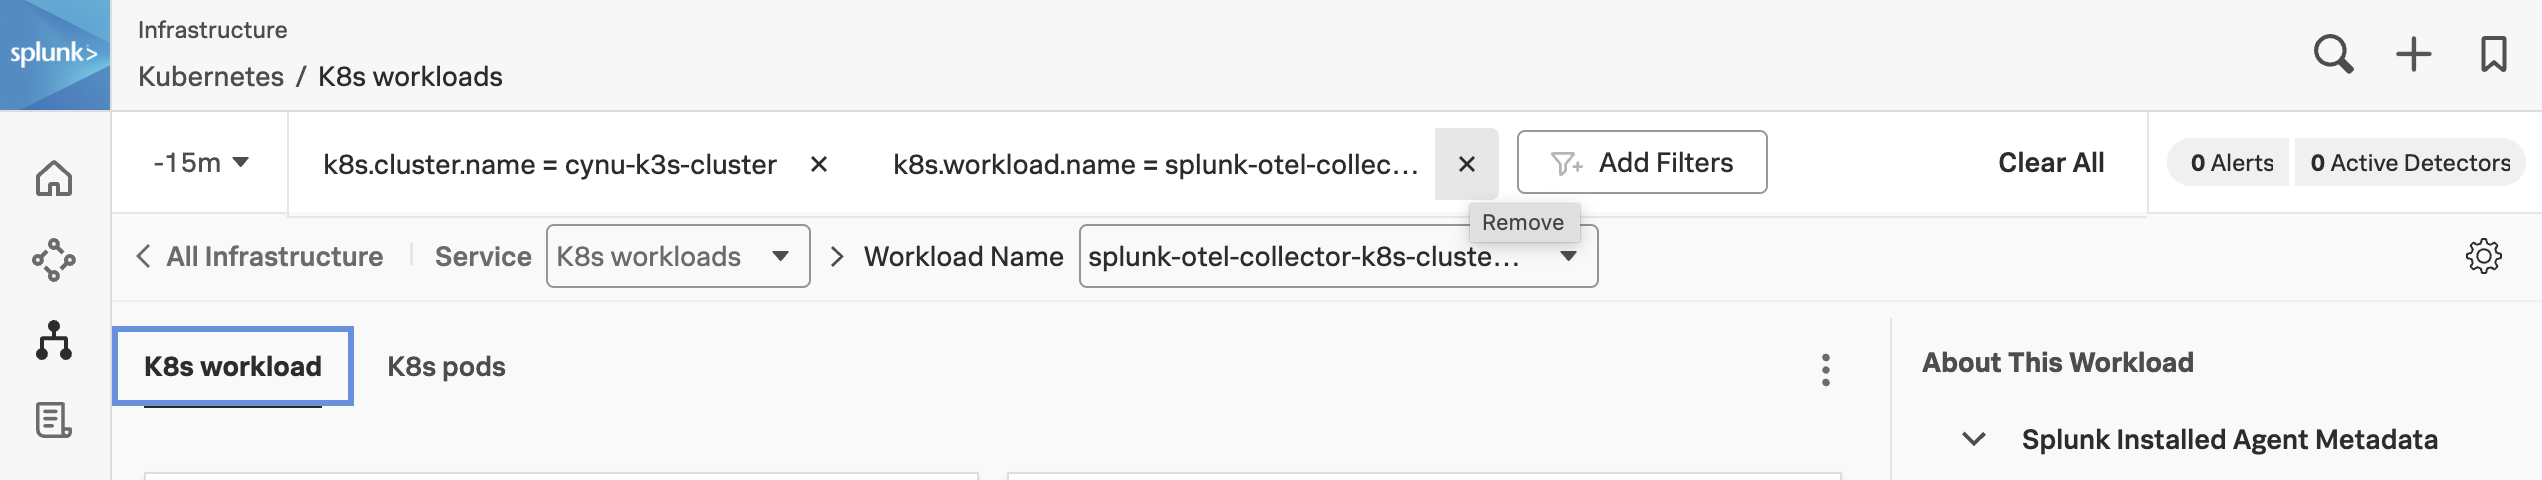 splunk>
Infrastructure
Kubernetes / K8s workloads
-15m
k8s.cluster.name = cynu-k3s-cluster
k8s.workload.name = splunk-otel-collec...
Add Filters
Clear All
0 Alerts
0 Active Detectors
Remove
All Infrastructure
Service
K8s workloads
Workload Name
splunk-otel-collector-k8s-cluste...
K8s workload
K8s pods
About This Workload
Splunk Installed Agent Metadata